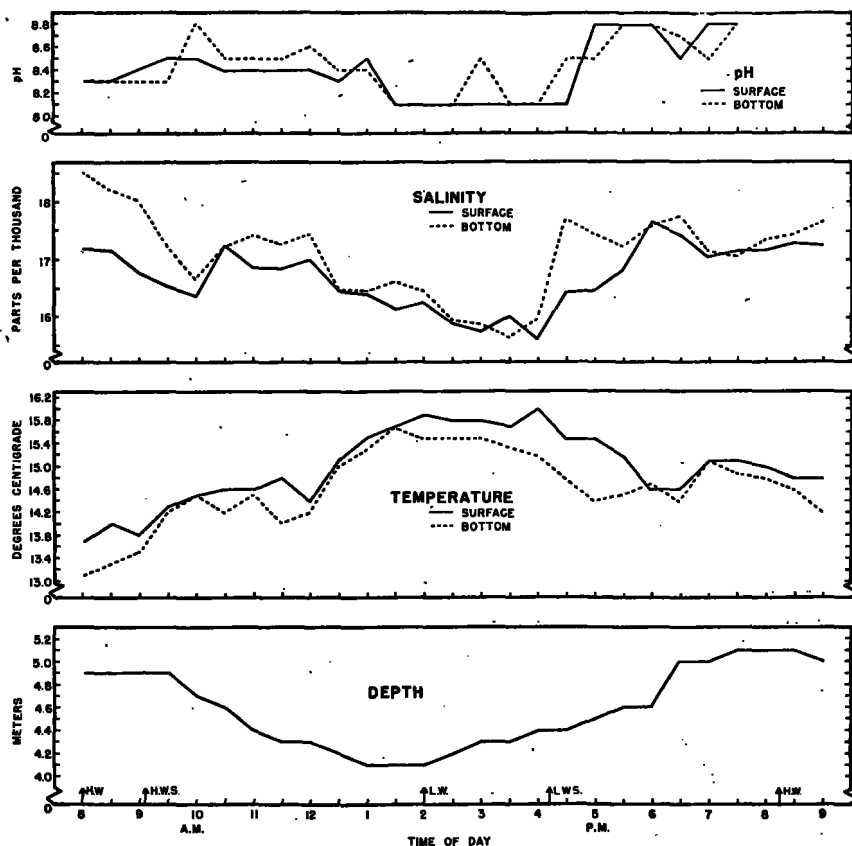 8.8
8.6
8.4
8.0
0
pH
pH
SURFACE
BOTTOM
18
17
15
0
PARTS PER THOUSAND
SALINITY
SURFACE
BOTTOM
16.2
15.8
15.0
14.6
14.2
13.8
13.4
13.0
0
DEGREES CENTIGRADE
TEMPERATURE
SURFACE
BOTTOM
5.2
5.0
4.8
4.6
4.4
4.2
4.0
0
METERS
DEPTH
H.W
H.W.S.
L.W.
L.W.S.
H.W.
8 9 10 11 12 1 2 3 4 5 6 7 8 9
A.M. P.M.
TIME OF DAY